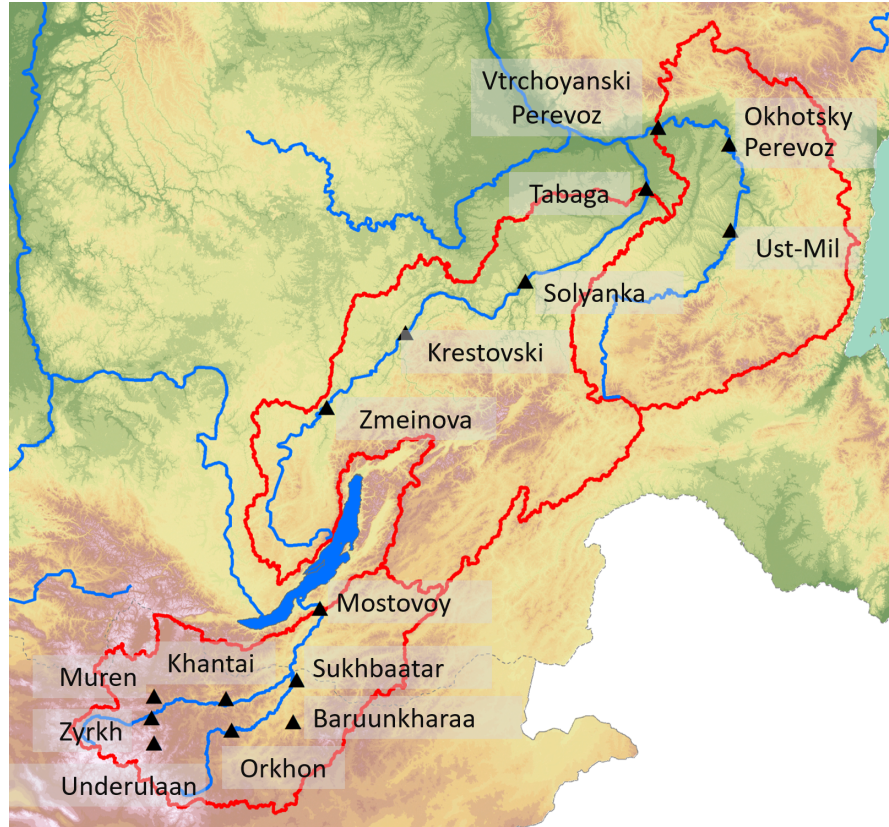 Vtrchoyanski
Perevoz
Okhotsky
Perevoz
Tabaga
Ust-Mil
Solyanka
Krestovski
Zmeinova
Mostovoy
Khantai
Sukhbaatar
Muren
Baruunkharaa
Zyrkh
Orkhon
Underulaan